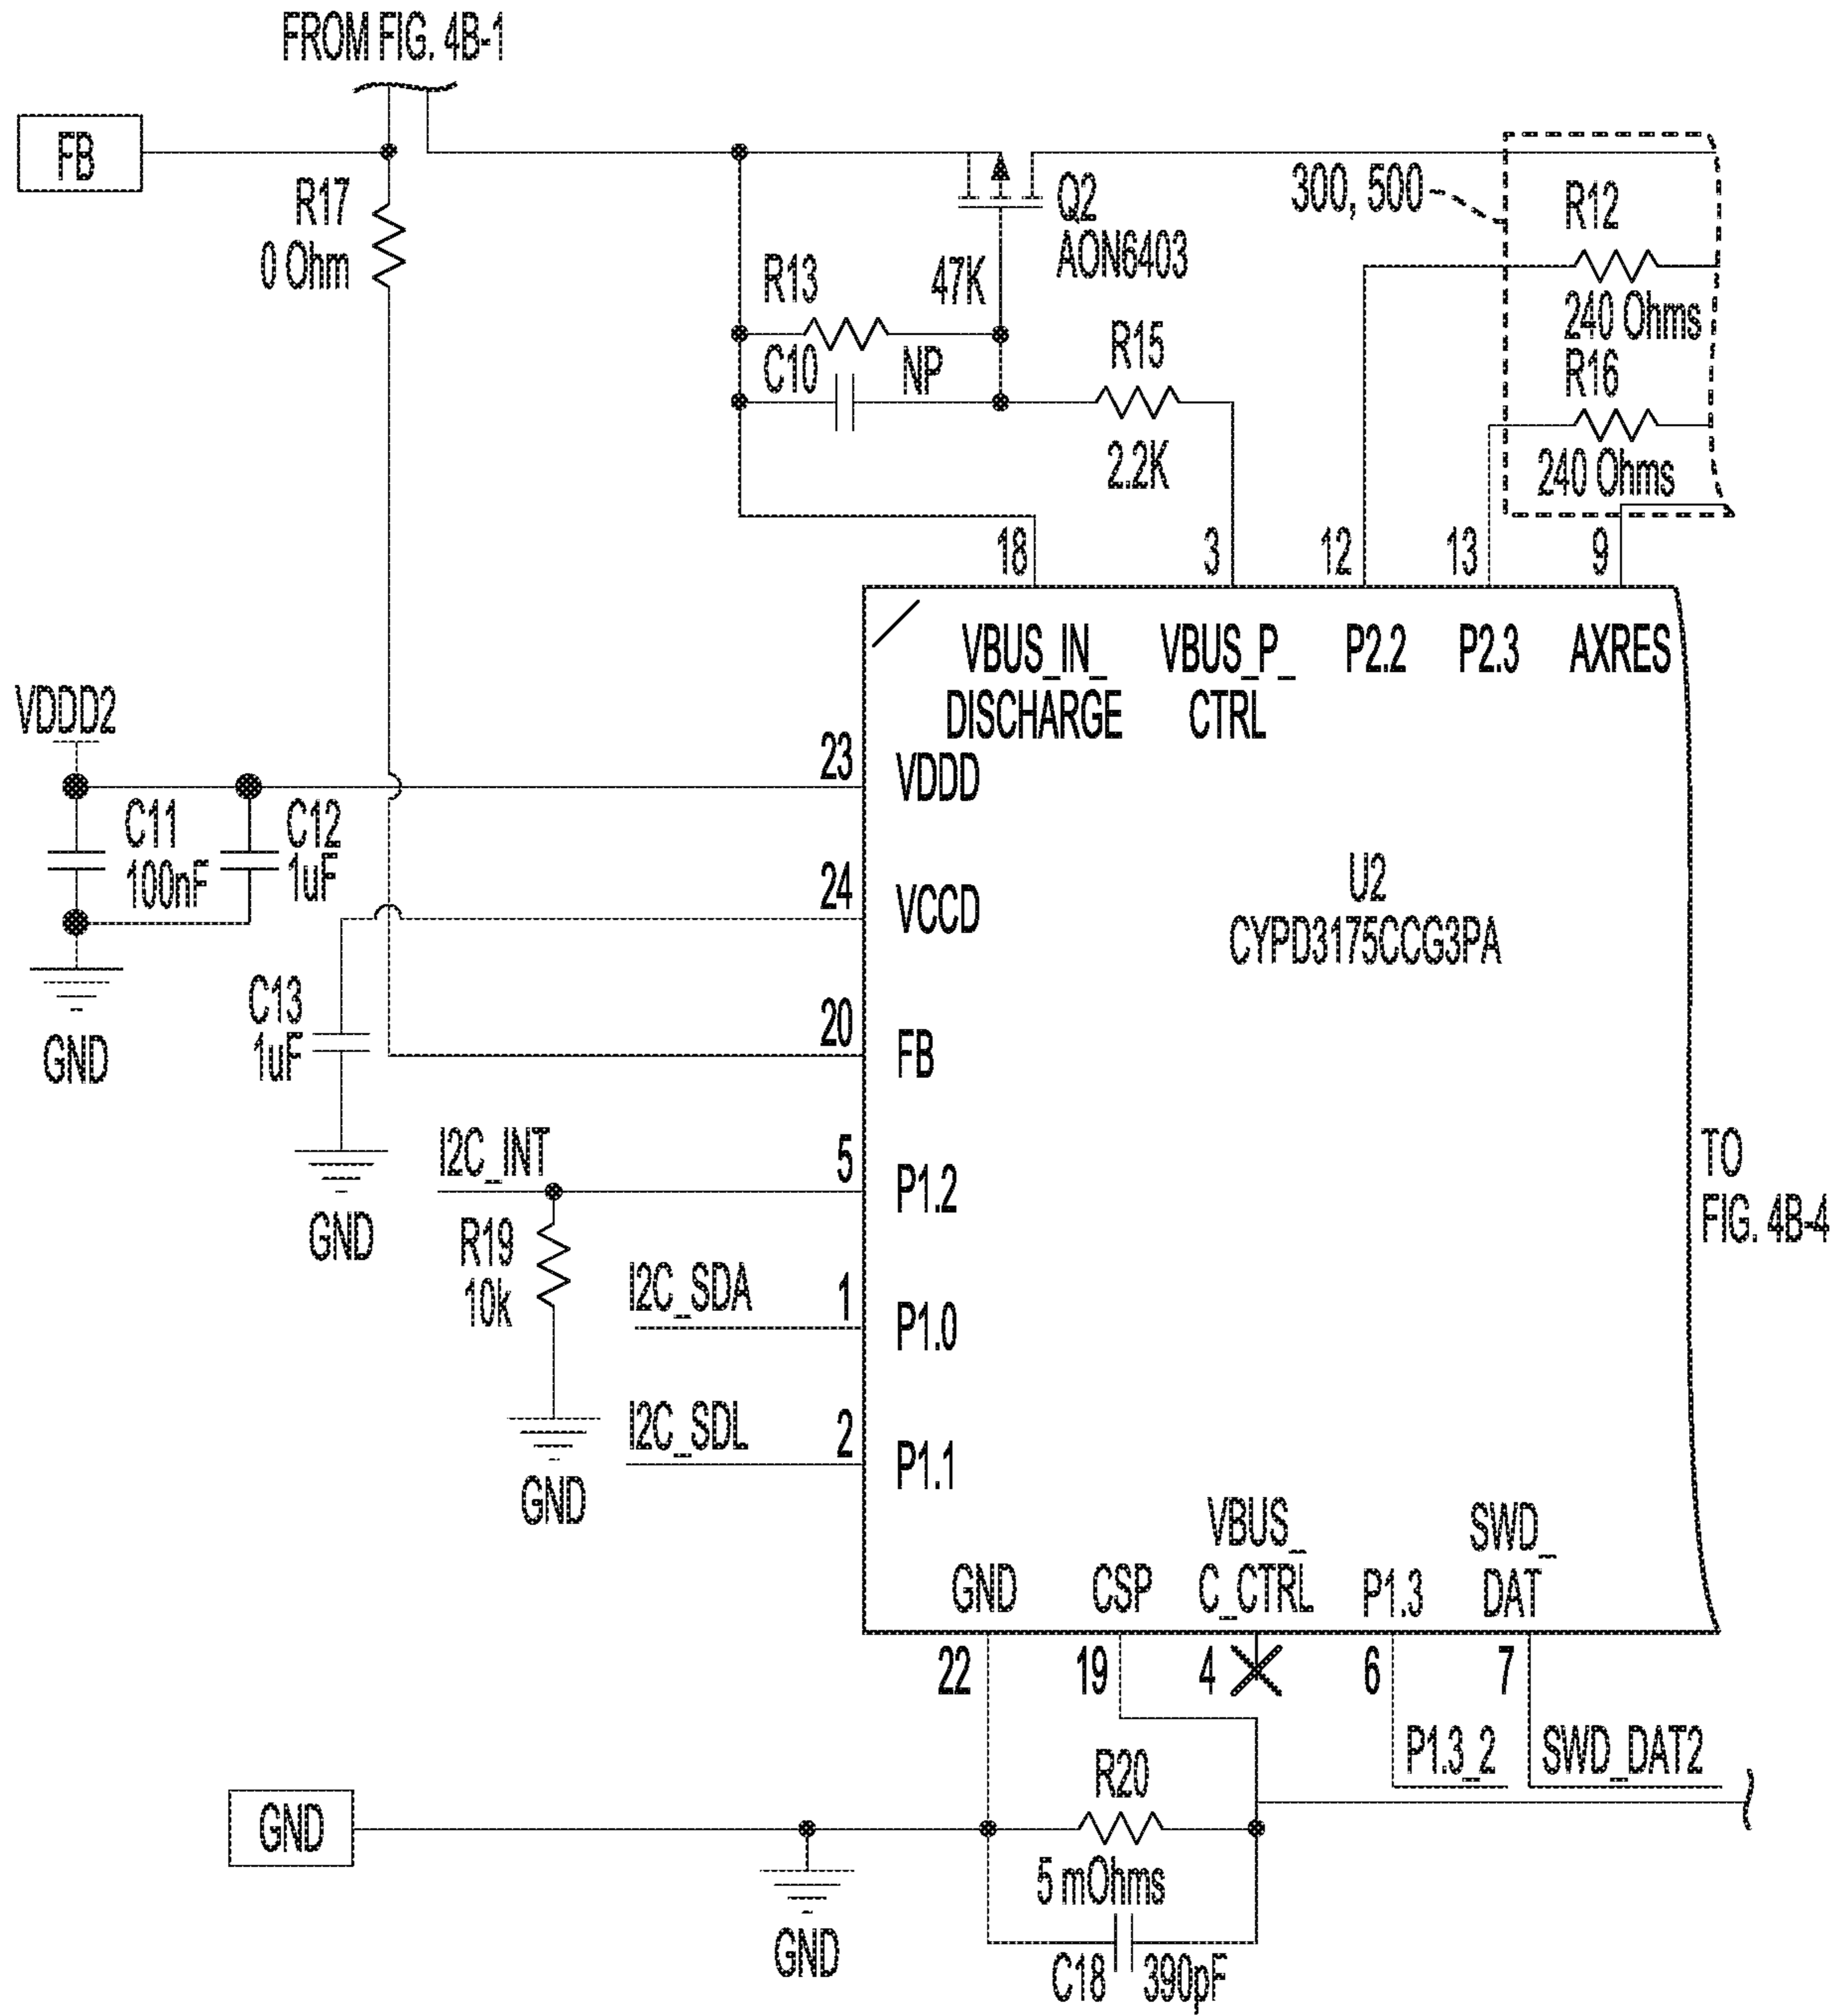 FROM FIG. 4B-1
FB
R17
0 Ohm
Q2
AON6403
300, 500
R12
240 Ohms
R13
47K
C10
NP
R15
2.2K
R16
240 Ohms
18
3
12
13
9
VBUS_IN_
DISCHARGE
VBUS_P_
CTRL
P2.2
P2.3
AXRES
VDDD2
23
VDDD
C11
100nF
C12
1uF
24
VCCD
U2
CYPD3175CCG3PA
GND
C13
1uF
20
FB
GND
I2C_INT
5
P1.2
R19
10k
TO
FIG. 4B-4
I2C_SDA
1
P1.0
I2C_SDL
2
P1.1
GND
GND
CSP
VBUS_
C_CTRL
P1.3
SWD_
DAT
22
19
4
6
7
P1.3_2
SWD_DAT2
GND
R20
5 mOhms
GND
C18
390pF